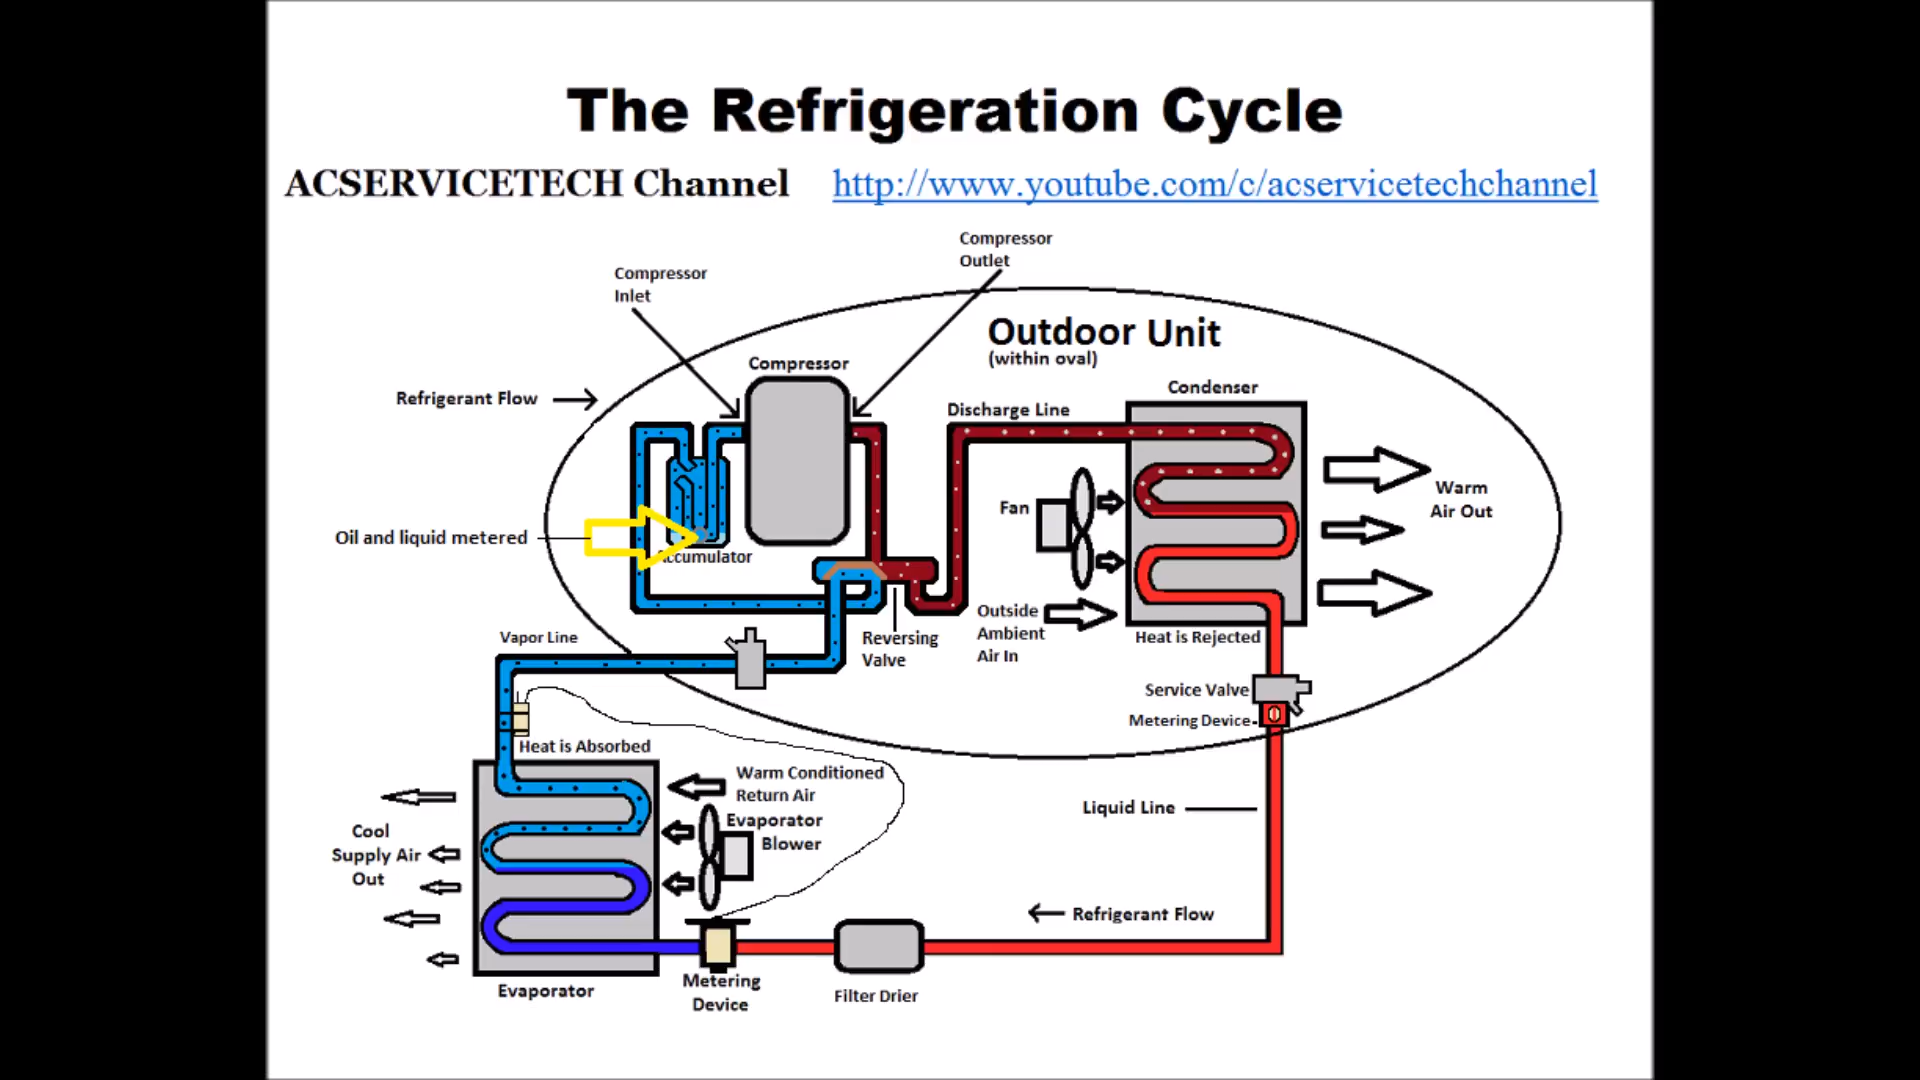 The Refrigeration Cycle
ACSERVICETECH Channel http://www.youtube.com/c/acservicetechchannel
Compressor
Outlet
Compressor
Inlet
Outdoor Unit
(within oval)
Compressor
Condenser
Refrigerant Flow
Discharge Line
Fan
Warm
Air Out
Oil and liquid metered
ccumulator
Outside
Ambient
Air In
Reversing
Valve
Heat is Rejected
Vapor Line
Service Valve
Metering Device
Heat is Absorbed
Warm Conditioned
Return Air
Evaporator
Blower
Cool
Supply Air
Out
Liquid Line
Refrigerant Flow
Evaporator
Metering
Device
Filter Drier